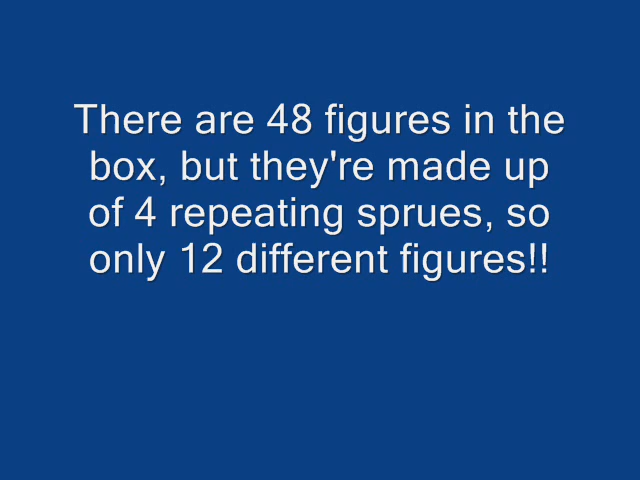 There are 48 figures in the
box, but they're made up
of 4 repeating sprues, so
only 12 different figures!!